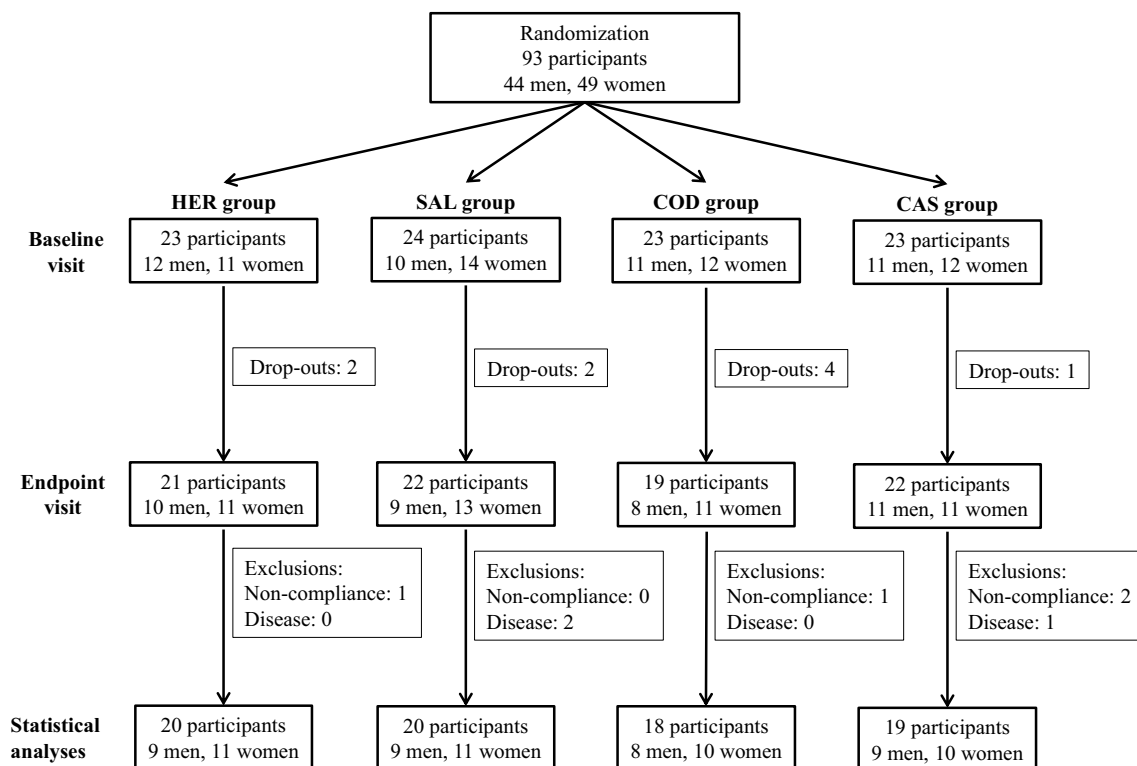 Randomization
93 participants
44 men, 49 women
HER group
SAL group
COD group
CAS group
Baseline
visit
23 participants
12 men, 11 women
24 participants
10 men, 14 women
23 participants
11 men, 12 women
23 participants
11 men, 12 women
Drop-outs: 2
Drop-outs: 2
Drop-outs: 4
Drop-outs: 1
Endpoint
visit
21 participants
10 men, 11 women
22 participants
9 men, 13 women
19 participants
8 men, 11 women
22 participants
11 men, 11 women
Exclusions:
Non-compliance: 1
Disease: 0
Exclusions:
Non-compliance: 0
Disease: 2
Exclusions:
Non-compliance: 1
Disease: 0
Exclusions:
Non-compliance: 2
Disease: 1
Statistical
analyses
20 participants
9 men, 11 women
20 participants
9 men, 11 women
18 participants
8 men, 10 women
19 participants
9 men, 10 women